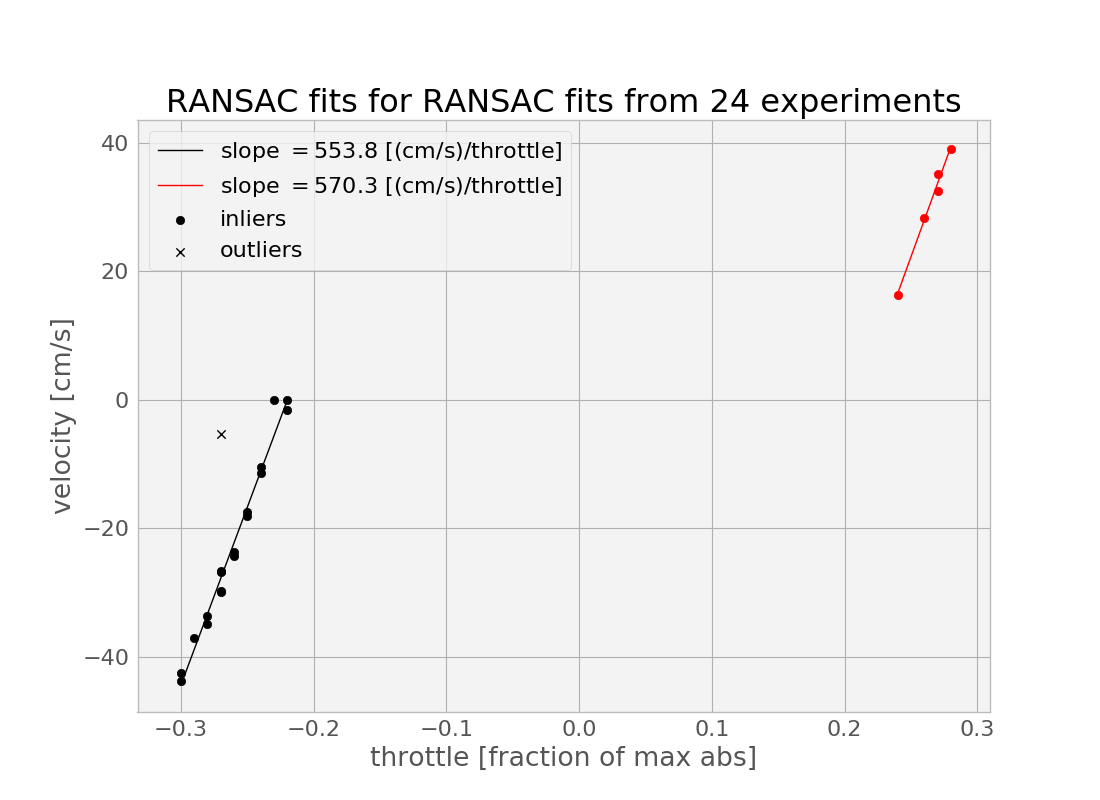 RANSAC fits for RANSAC fits from 24 experiments
slope = 553.8 [(cm/s)/throttle]
slope = 570.3 [(cm/s)/throttle]
inliers
outliers
40
20
0
−20
−40
velocity [cm/s]
−0.3 −0.2 −0.1 0.0 0.1 0.2 0.3
throttle [fraction of max abs]